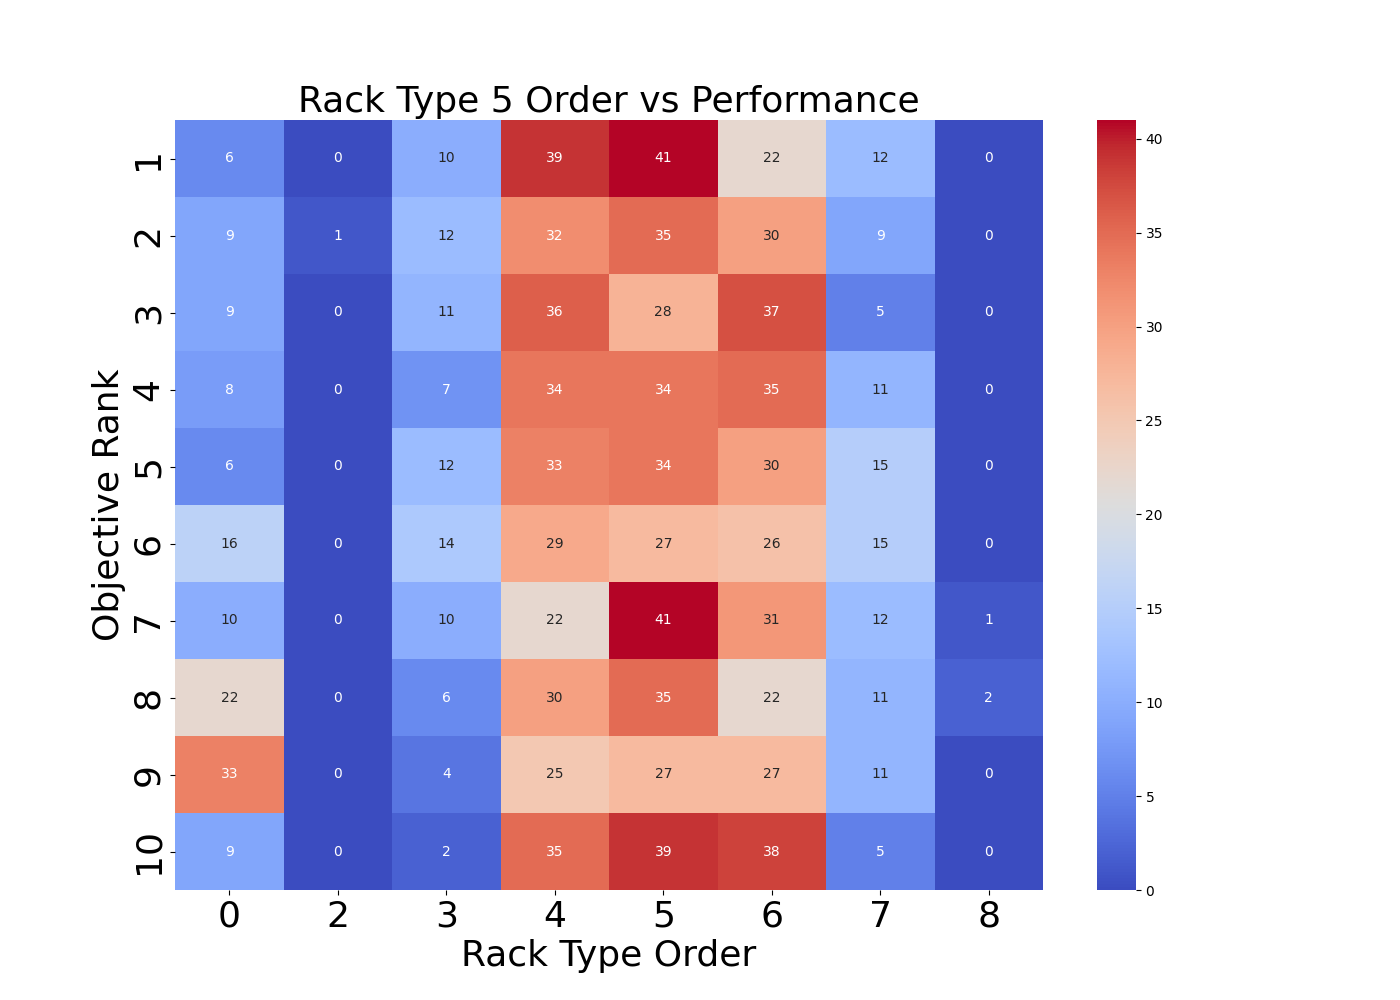 Rack Type 5 Order vs Performance
1 6 0 10 39 41 22 12 0
2 9 1 12 32 35 30 9 0
3 9 0 11 36 28 37 5 0
4 8 0 7 34 34 35 11 0
5 6 0 12 33 34 30 15 0
6 16 0 14 29 27 26 15 0
7 10 0 10 22 41 31 12 1
8 22 0 6 30 35 22 11 2
9 33 0 4 25 27 27 11 0
10 9 0 2 35 39 38 5 0
0 2 3 4 5 6 7 8
Rack Type Order
Objective Rank
40
35
30
25
20
15
10
5
0